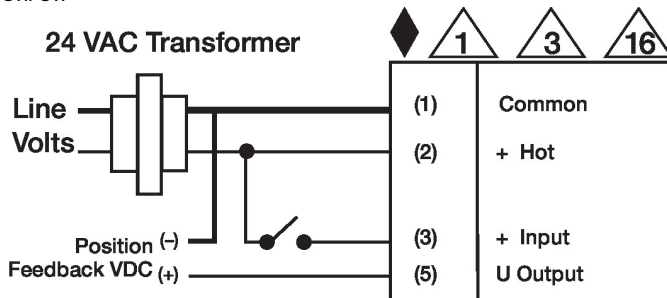 24 VAC Transformer
1 3 16
Line
Volts
(1) Common
(2) + Hot
Position (-)
(3) + Input
Feedback VDC (+)
(5) U Output